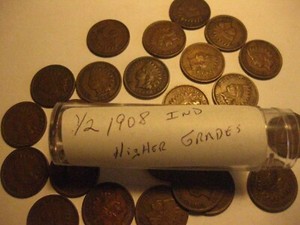 1/2 1908 IND
HigHER GRADES